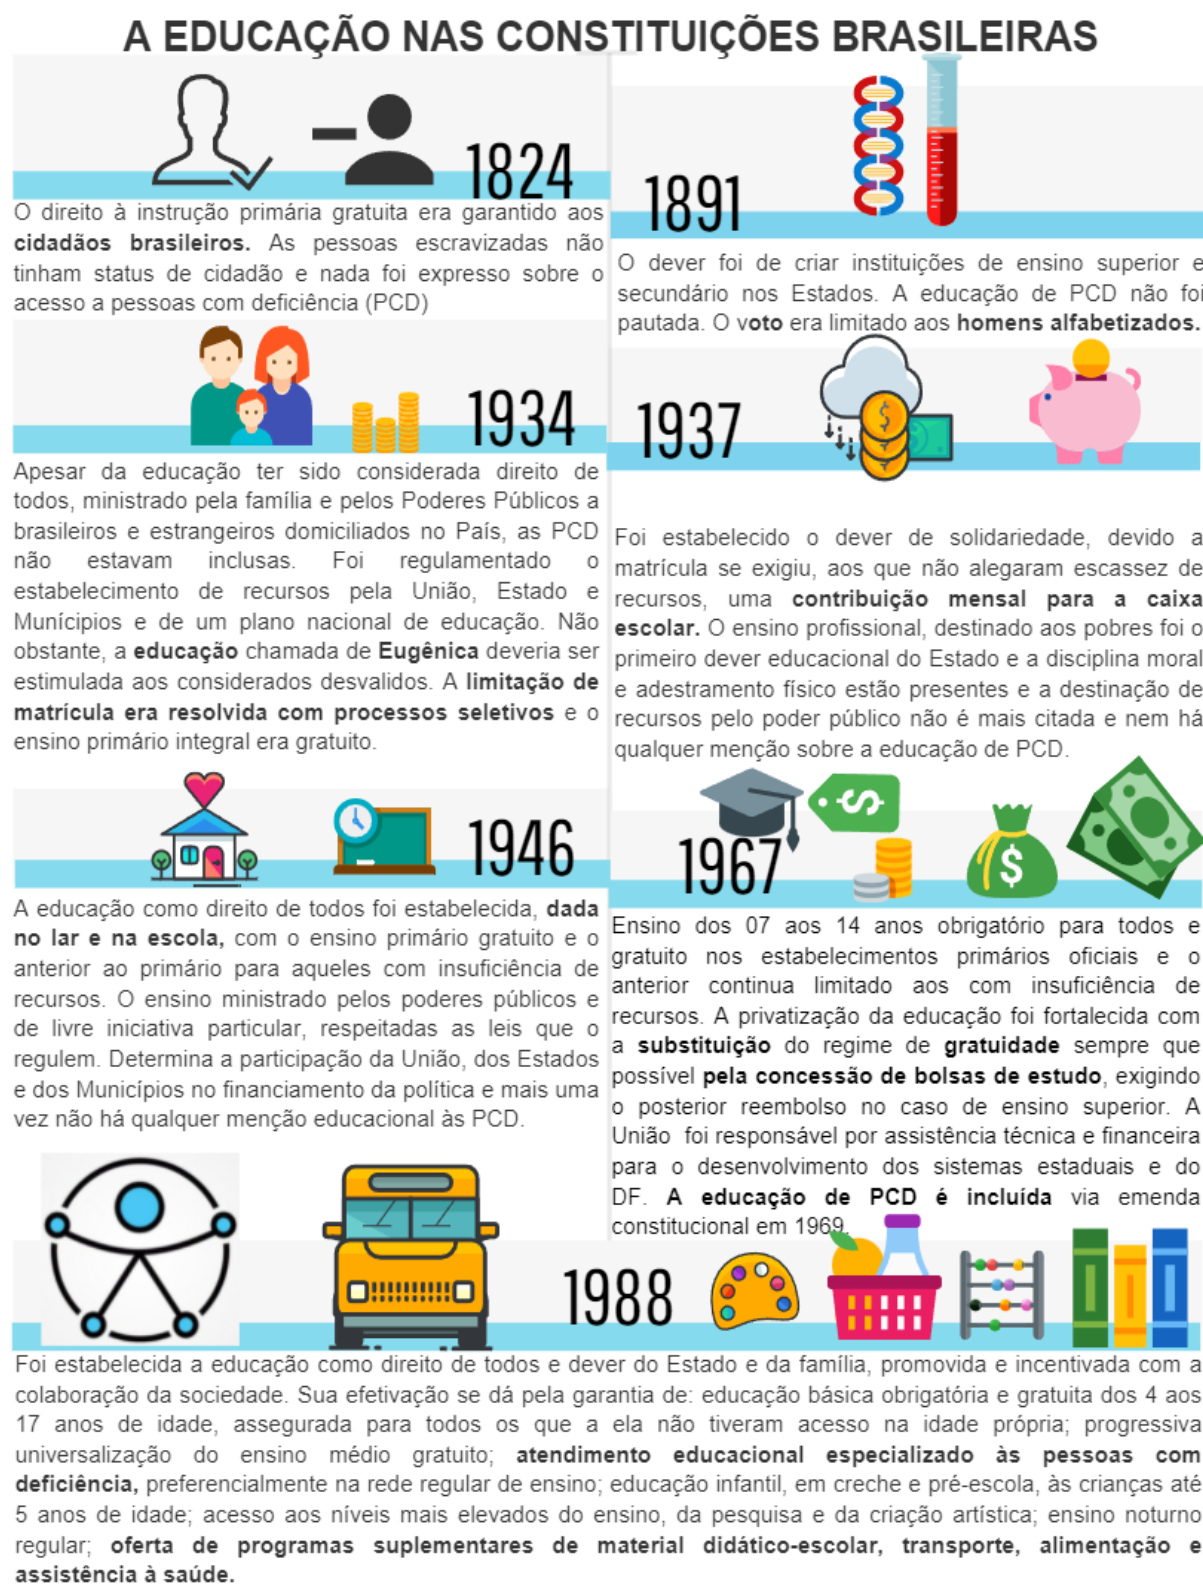 A EDUCAÇÃO NAS CONSTITUIÇÕES BRASILEIRAS
1824
O direito à instrução primária gratuita era garantido aos
cidadãos brasileiros. As pessoas escravizadas não
tinham status de cidadão e nada foi expresso sobre o
acesso a pessoas com deficiência (PCD)
1891
O dever foi de criar instituições de ensino superior e
secundário nos Estados. A educação de PCD não foi
pautada. O voto era limitado aos homens alfabetizados.
1934
Apesar da educação ter sido considerada direito de
todos, ministrado pela família e pelos Poderes Públicos a
brasileiros e estrangeiros domiciliados no País, as PCD
não estavam inclusas. Foi regulamentado o
estabelecimento de recursos pela União, Estado e
Munícipios e de um plano nacional de educação. Não
obstante, a educação chamada de Eugênica deveria ser
estimulada aos considerados desvalidos. A limitação de
matrícula era resolvida com processos seletivos e o
ensino primário integral era gratuito.
1937
Foi estabelecido o dever de solidariedade, devido a
matrícula se exigiu, aos que não alegaram escassez de
recursos, uma contribuição mensal para a caixa
escolar. O ensino profissional, destinado aos pobres foi o
primeiro dever educacional do Estado e a disciplina moral
e adestramento físico estão presentes e a destinação de
recursos pelo poder público não é mais citada e nem há
qualquer menção sobre a educação de PCD.
1946
A educação como direito de todos foi estabelecida, dada
no lar e na escola, com o ensino primário gratuito e o
anterior ao primário para aqueles com insuficiência de
recursos. O ensino ministrado pelos poderes públicos e
de livre iniciativa particular, respeitadas as leis que o
regulem. Determina a participação da União, dos Estados
e dos Municípios no financiamento da política e mais uma
vez não há qualquer menção educacional às PCD.
1967
Ensino dos 07 aos 14 anos obrigatório para todos e
gratuito nos estabelecimentos primários oficiais e o
anterior continua limitado aos com insuficiência de
recursos. A privatização da educação foi fortalecida com
a substituição do regime de gratuidade sempre que
possível pela concessão de bolsas de estudo, exigindo
o posterior reembolso no caso de ensino superior. A
União foi responsável por assistência técnica e financeira
para o desenvolvimento dos sistemas estaduais e do
DF. A educação de PCD é incluída via emenda
constitucional em 1969.
1988
Foi estabelecida a educação como direito de todos e dever do Estado e da família, promovida e incentivada com a
colaboração da sociedade. Sua efetivação se dá pela garantia de: educação básica obrigatória e gratuita dos 4 aos
17 anos de idade, assegurada para todos os que a ela não tiveram acesso na idade própria; progressiva
universalização do ensino médio gratuito; atendimento educacional especializado às pessoas com
deficiência, preferencialmente na rede regular de ensino; educação infantil, em creche e pré-escola, às crianças até
5 anos de idade; acesso aos níveis mais elevados do ensino, da pesquisa e da criação artística; ensino noturno
regular; oferta de programas suplementares de material didático-escolar, transporte, alimentação e
assistência à saúde.